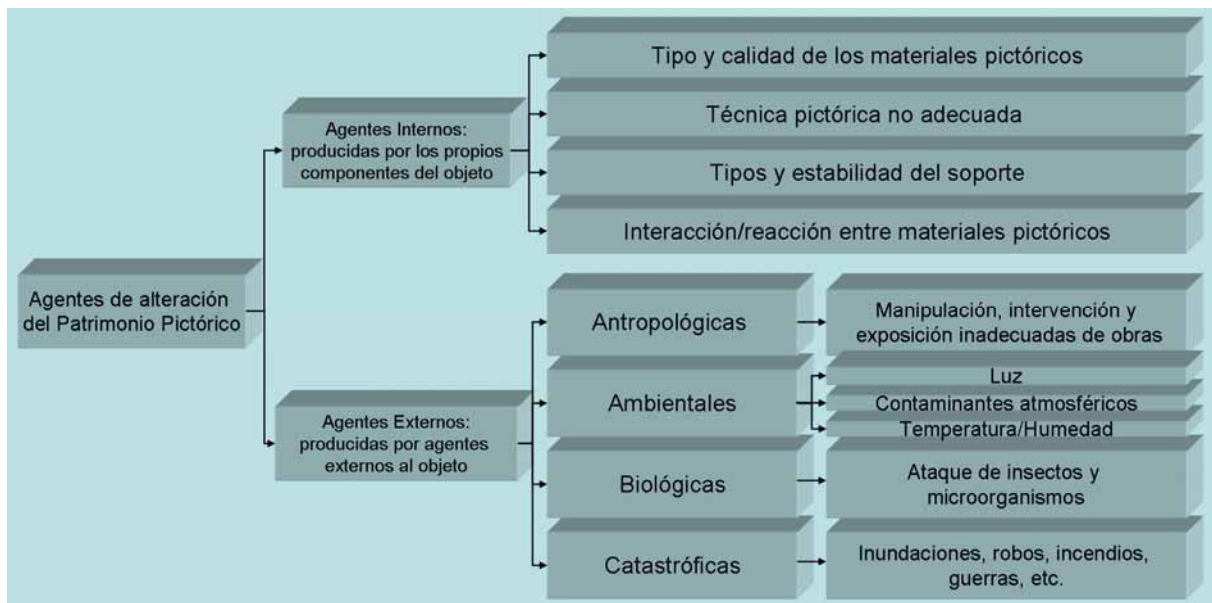 Agentes de alteración
del Patrimonio Pictórico
Agentes Internos:
producidas por los propios
componentes del objeto
Tipo y calidad de los materiales pictóricos
Técnica pictórica no adecuada
Tipos y estabilidad del soporte
Interacción/reacción entre materiales pictóricos
Agentes Externos:
producidas por agentes
externos al objeto
Antropológicas
Manipulación, intervención y
exposición inadecuadas de obras
Ambientales
Luz
Contaminantes atmosféricos
Temperatura/Humedad
Biológicas
Ataque de insectos y
microorganismos
Catastróficas
Inundaciones, robos, incendios,
guerras, etc.